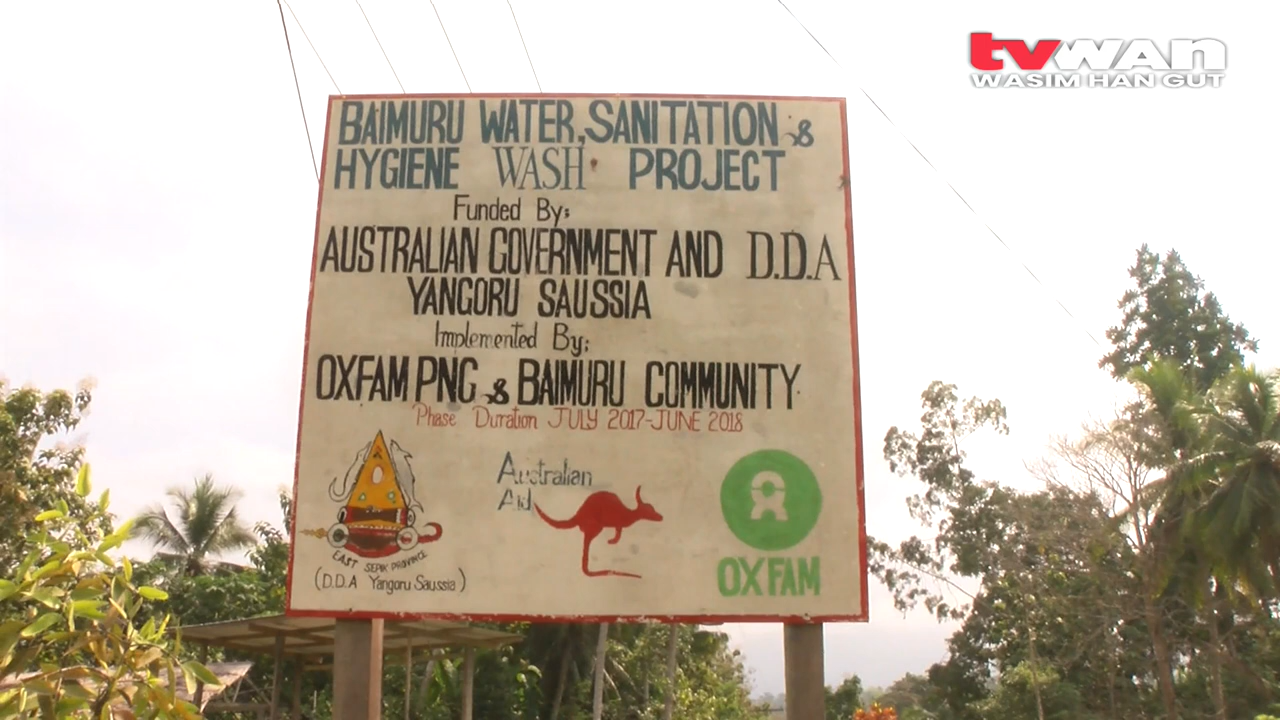 tvwan
WASIM HAN GUT
BAIMURU WATER, SANITATION &
HYGIENE WASH PROJECT
Funded By:
AUSTRALIAN GOVERNMENT AND D.D.A
YANGORU SAUSSIA
Implemented By:
OXFAM PNG & BAIMURU COMMUNITY
Phase Duration JULY 2017-JUNE 2018
EAST SEPIK PROVINCE
(D.D.A Yangoru Saussia)
Australian
Aid
OXFAM